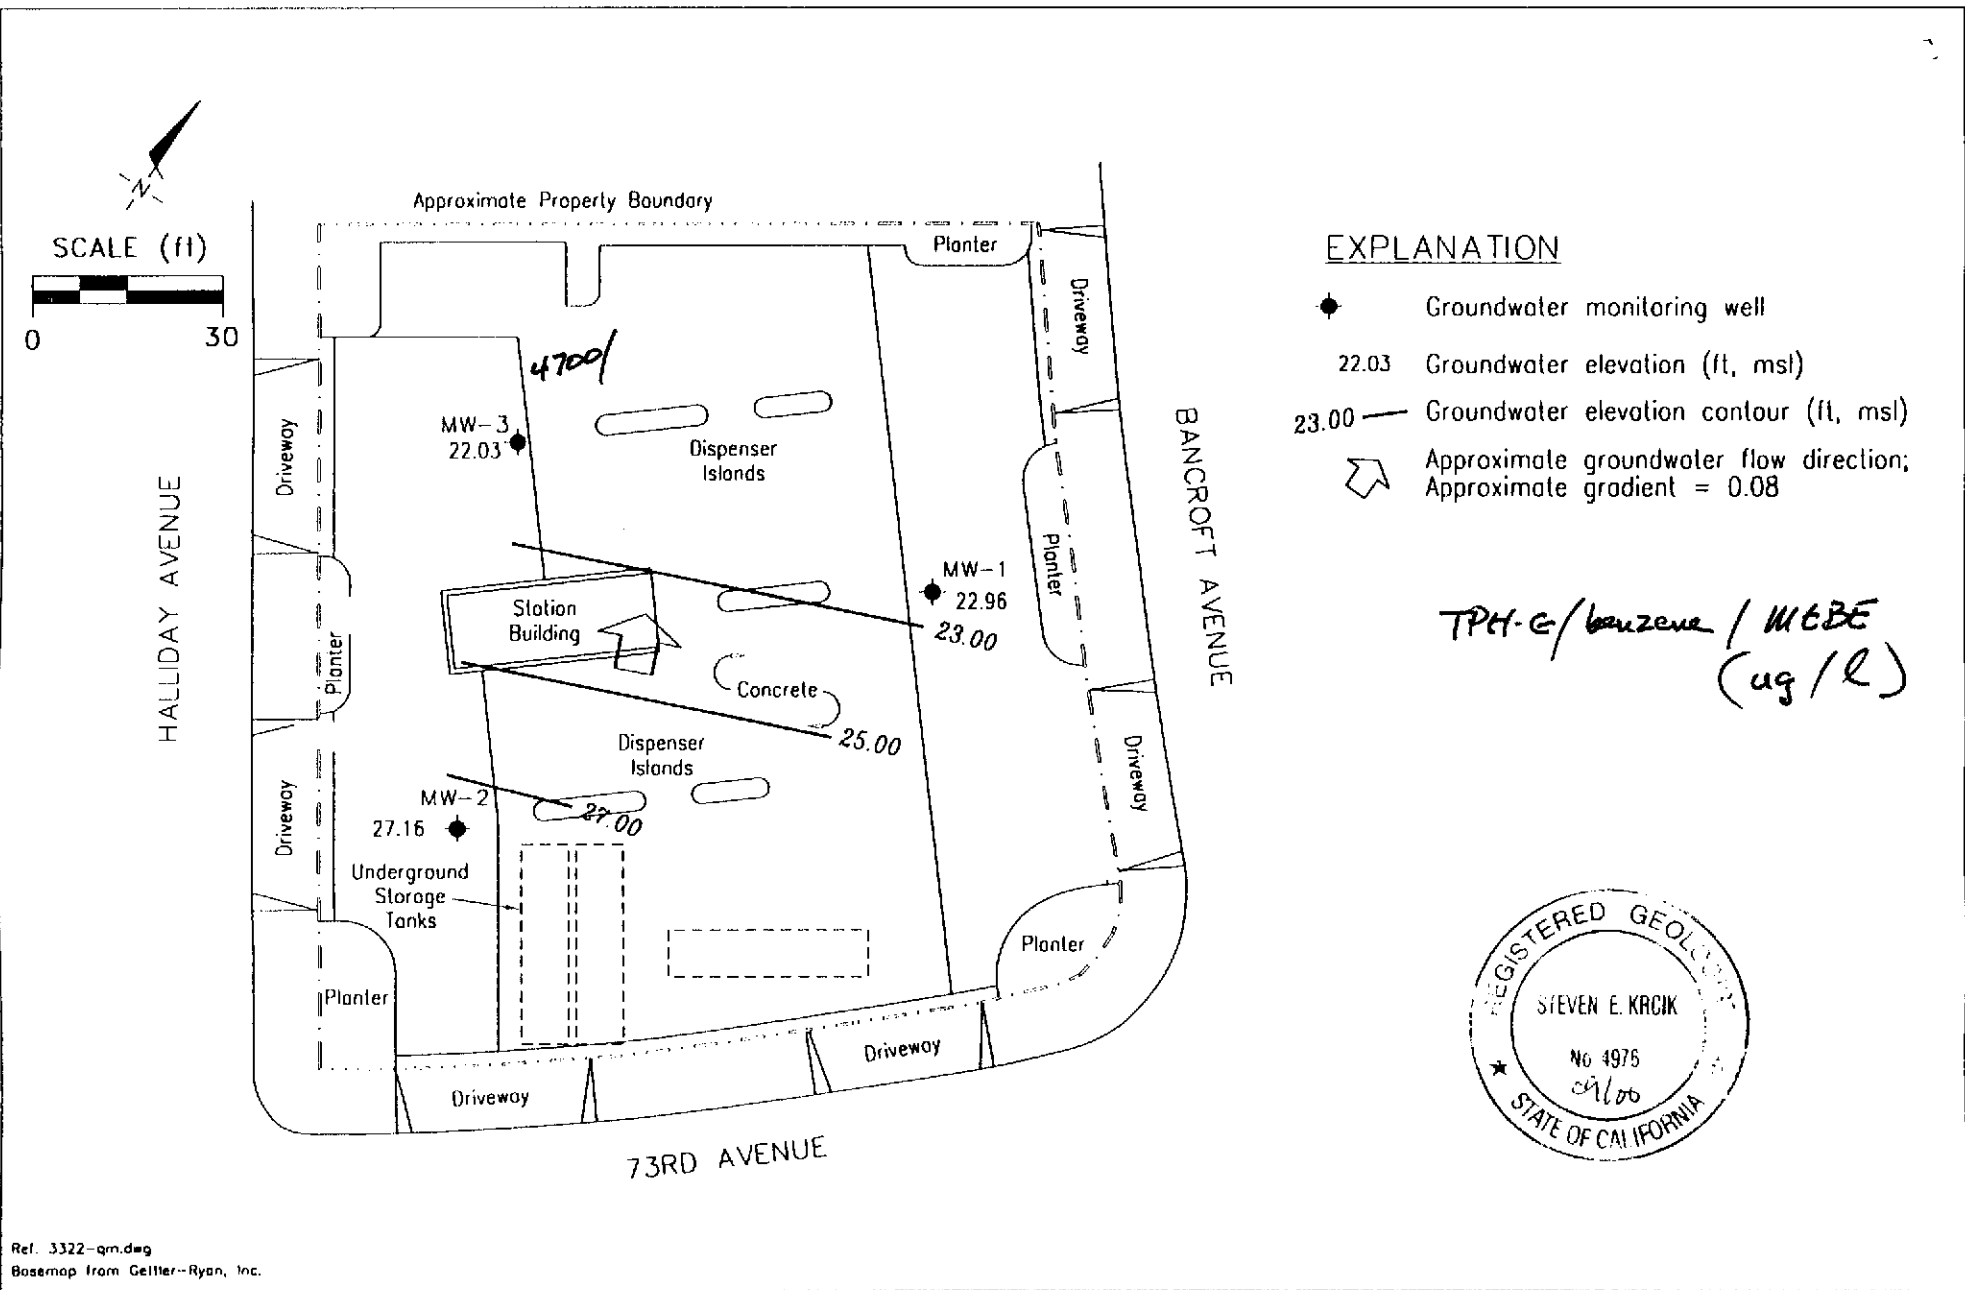 N
SCALE (ft)
0 30
Approximate Property Boundary
Planter
Driveway
4700/
MW-3
22.03
Dispenser
Islands
Driveway
HALLIDAY AVENUE
BANCROFT AVENUE
Planter
MW-1
22.96
23.00
Station
Building
Planter
Concrete
25.00
Dispenser
Islands
Driveway
Driveway
MW-2
27.16
27.00
Underground
Storage
Tanks
Planter
Planter
Driveway
Driveway
73RD AVENUE
EXPLANATION
Groundwater monitoring well
22.03 Groundwater elevation (ft, msl)
23.00 Groundwater elevation contour (ft, msl)
Approximate groundwater flow direction;
Approximate gradient = 0.08
TPH-G/benzene/MtBE
(ug/l)
REGISTERED GEOLOGIST
STEVEN E. KRCIK
No 4976
STATE OF CALIFORNIA
Ref. 3322-qm.dwg
Basemap from Gettler-Ryan, Inc.